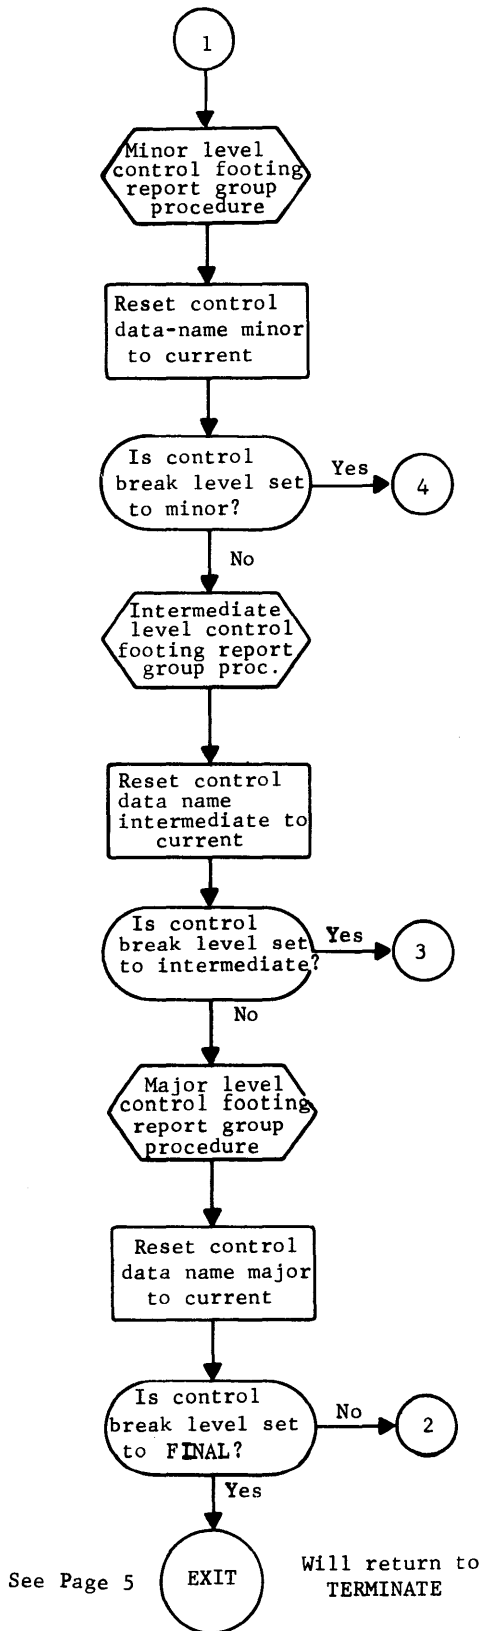 1
Minor level
control footing
report group
procedure
Reset control
data-name minor
to current
Is control
break level set
to minor?
Yes
4
No
Intermediate
level control
footing report
group proc.
Reset control
data name
intermediate to
current
Is control
break level set
to intermediate?
Yes
3
No
Major level
control footing
report group
procedure
Reset control
data name major
to current
Is control
break level set
to FINAL?
No
2
Yes
See Page 5
EXIT
Will return to
TERMINATE